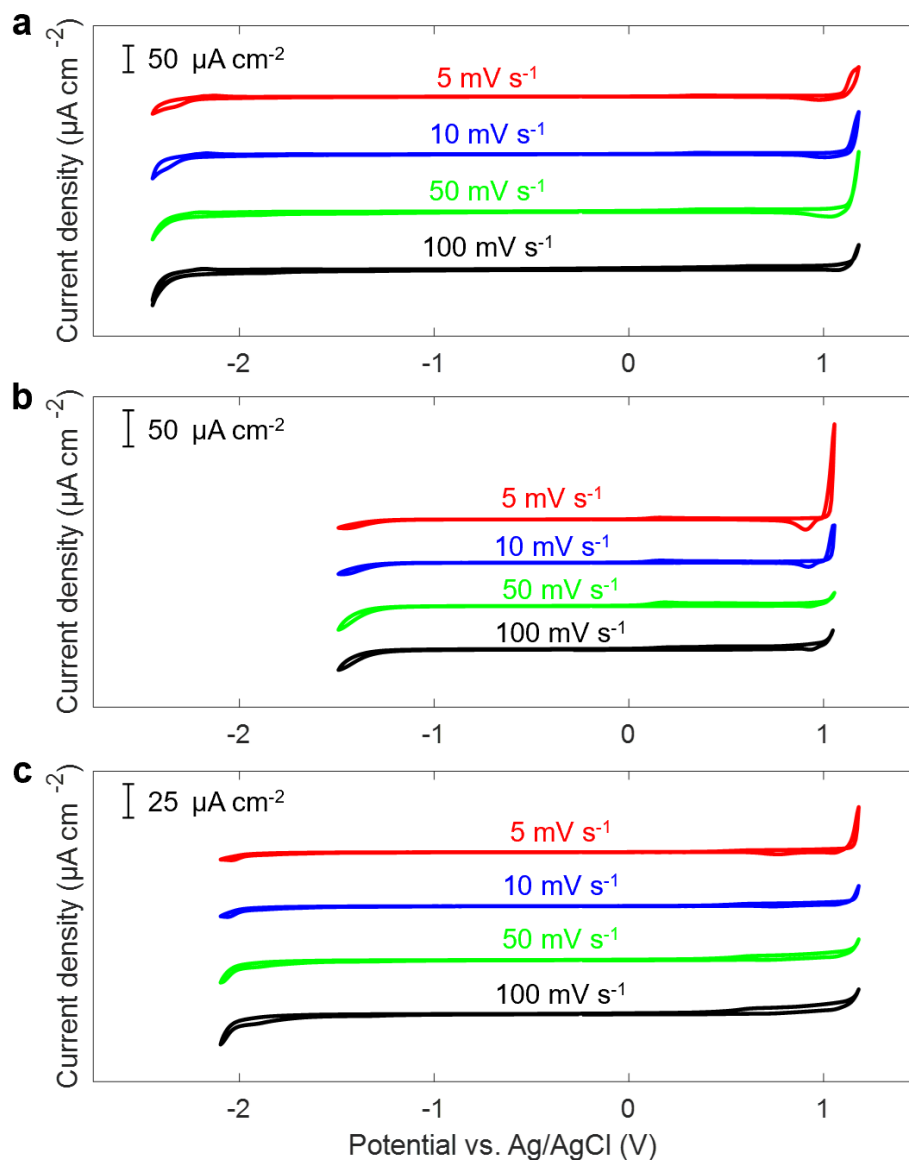 a
50 µA cm-2
5 mV s-1
10 mV s-1
50 mV s-1
100 mV s-1
Current density (µA cm -2)
-2 -1 0 1
b
50 µA cm-2
5 mV s-1
10 mV s-1
50 mV s-1
100 mV s-1
Current density (µA cm -2)
-2 -1 0 1
c
25 µA cm-2
5 mV s-1
10 mV s-1
50 mV s-1
100 mV s-1
Current density (µA cm -2)
-2 -1 0 1
Potential vs. Ag/AgCl (V)